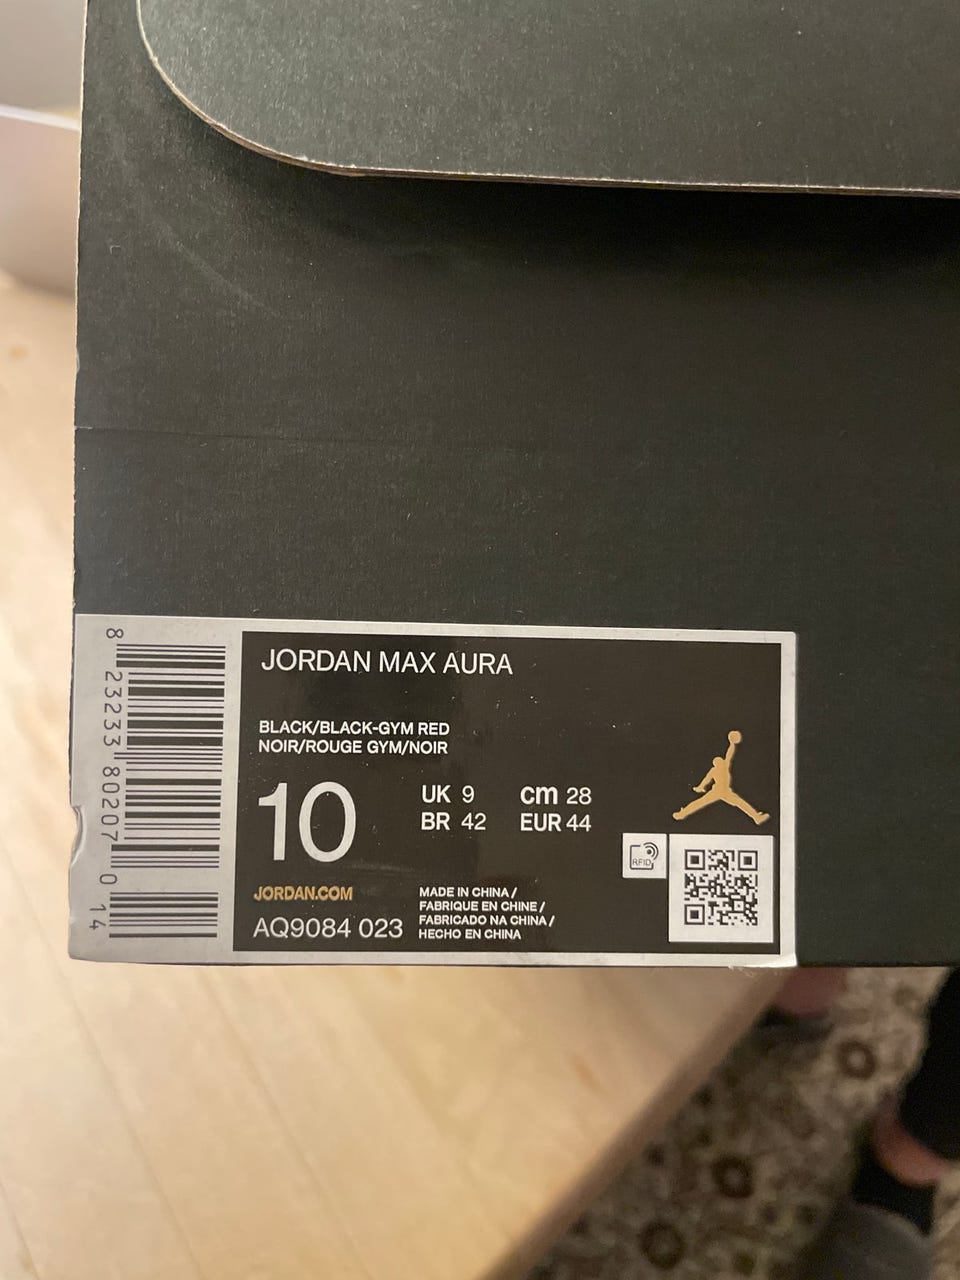 JORDAN MAX AURA
BLACK/BLACK-GYM RED
NOIR/ROUGE GYM/NOIR
10
UK 9
cm 28
BR 42
EUR 44
RFID
JORDAN.COM
AQ9084 023
MADE IN CHINA /
FABRIQUE EN CHINE /
FABRICADO NA CHINA /
HECHO EN CHINA
8 23233 80207 0 14